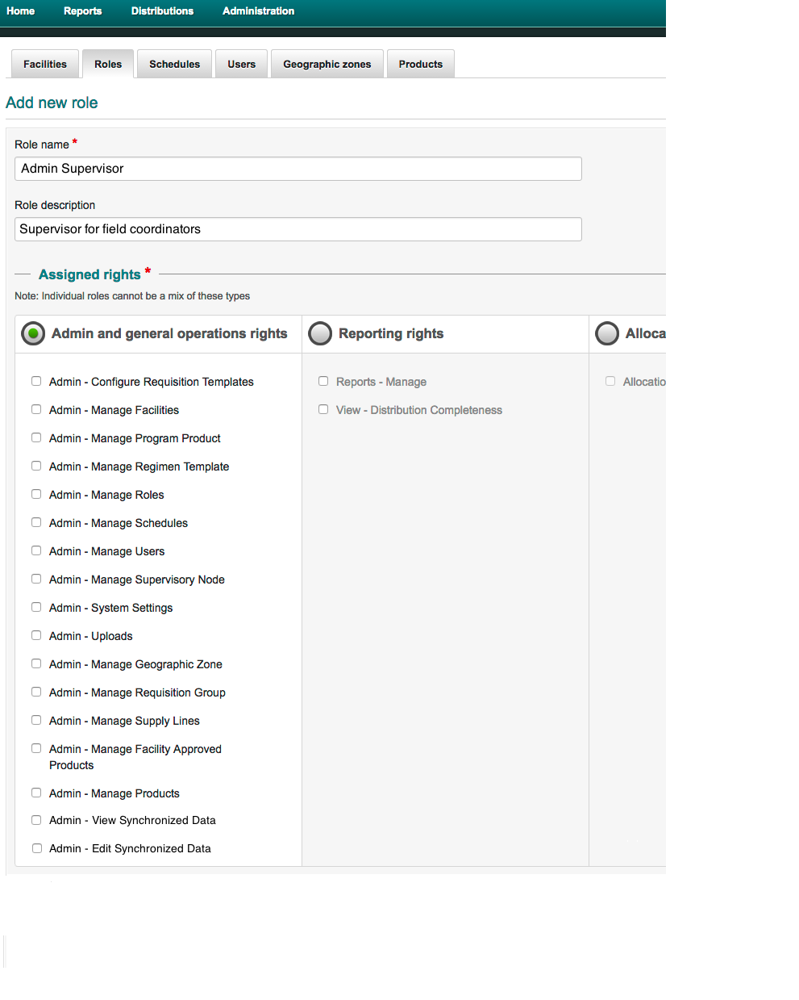 Home Reports Distributions Administration
Facilities Roles Schedules Users Geographic zones Products
Add new role
Role name *
Admin Supervisor
Role description
Supervisor for field coordinators
Assigned rights *
Note: Individual roles cannot be a mix of these types
Admin and general operations rights Reporting rights Alloca
Admin - Configure Requisition Templates Reports - Manage Allocatio
Admin - Manage Facilities View - Distribution Completeness
Admin - Manage Program Product
Admin - Manage Regimen Template
Admin - Manage Roles
Admin - Manage Schedules
Admin - Manage Users
Admin - Manage Supervisory Node
Admin - System Settings
Admin - Uploads
Admin - Manage Geographic Zone
Admin - Manage Requisition Group
Admin - Manage Supply Lines
Admin - Manage Facility Approved
Products
Admin - Manage Products
Admin - View Synchronized Data
Admin - Edit Synchronized Data